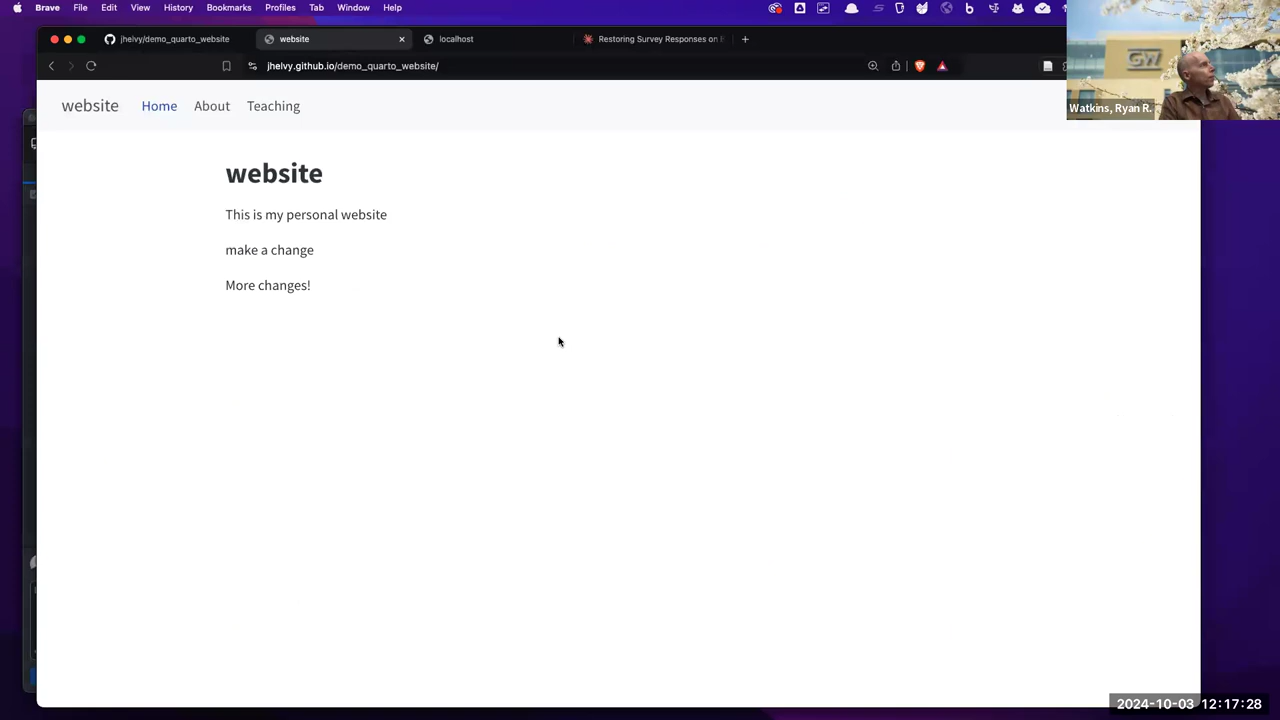 Brave File Edit View History Bookmarks Profiles Tab Window Help
jhelvy/demo_quarto_website website localhost Restoring Survey Responses on
jhelvy.github.io/demo_quarto_website/
GW
Watkins, Ryan R.
website Home About Teaching
website
This is my personal website
make a change
More changes!
2024-10-03 12:17:28